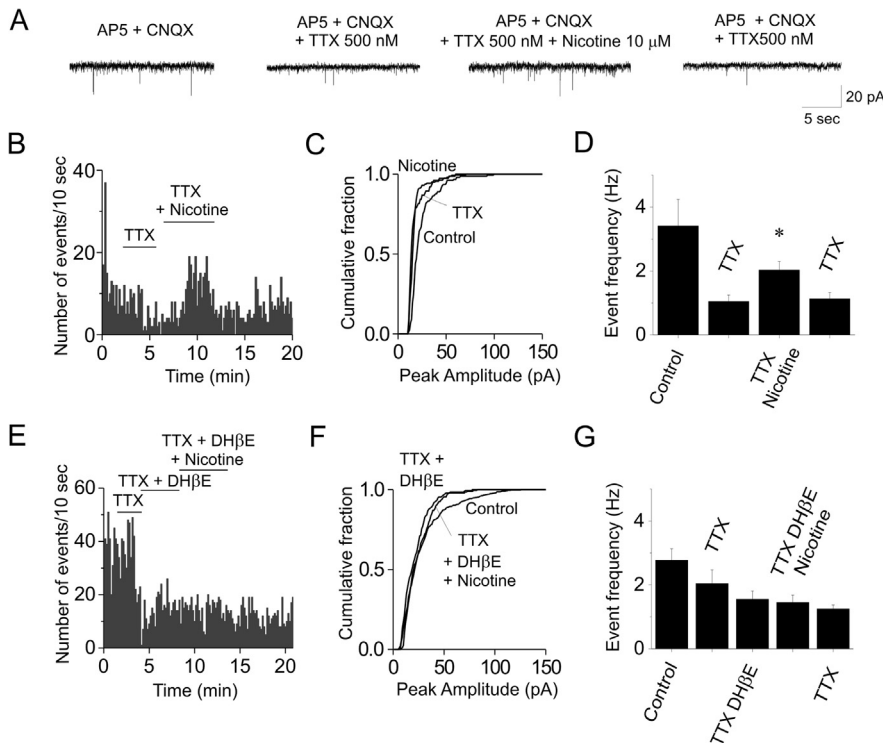 A
AP5 + CNQX
AP5 + CNQX
+ TTX 500 nM
AP5 + CNQX
+ TTX 500 nM + Nicotine 10 μM
AP5 + CNQX
+ TTX500 nM
20 pA
5 sec
B
Number of events/10 sec
40
20
0
TTX
TTX
+ Nicotine
0 5 10 15 20
Time (min)
C
Cumulative fraction
1.0
0.5
0.0
Nicotine
TTX
Control
0 50 100 150
Peak Amplitude (pA)
D
Event frequency (Hz)
4
2
0
TTX
*
TTX
Control
TTX
Nicotine
E
Number of events/10 sec
60
40
20
0
TTX + DHβE
+ Nicotine
TTX + DHβE
TTX
0 5 10 15 20
Time (min)
F
Cumulative fraction
1.0
0.5
0.0
TTX +
DHβE
Control
TTX
+ DHβE
+ Nicotine
0 50 100 150
Peak Amplitude (pA)
G
Event frequency (Hz)
4
2
0
TTX
TTX DHβE
Nicotine
Control
TTX DHβE
TTX